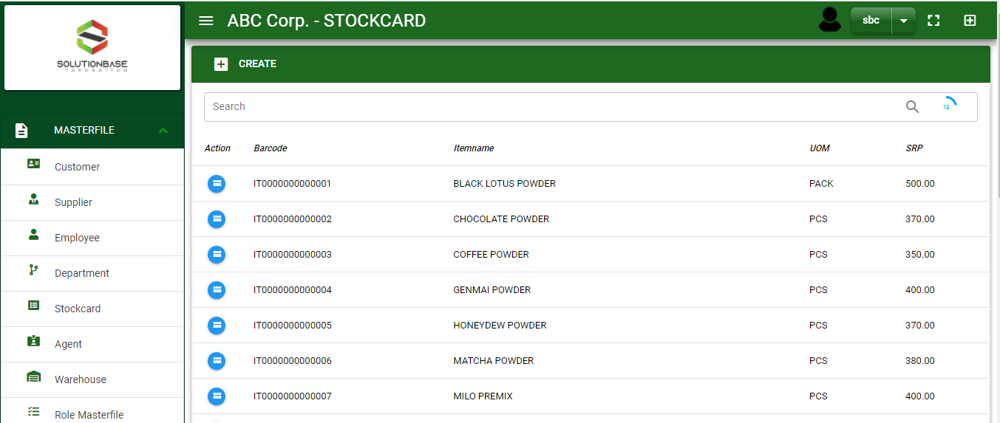 SOLUTIONBASE
CORPORATION
ABC Corp. - STOCKCARD
sbc
CREATE
Search
13
MASTERFILE
Customer
Supplier
Employee
Department
Stockcard
Agent
Warehouse
Role Masterfile
Action Barcode Itemname UOM SRP
IT0000000000001 BLACK LOTUS POWDER PACK 500.00
IT0000000000002 CHOCOLATE POWDER PCS 370.00
IT0000000000003 COFFEE POWDER PCS 350.00
IT0000000000004 GENMAI POWDER PCS 400.00
IT0000000000005 HONEYDEW POWDER PCS 370.00
IT0000000000006 MATCHA POWDER PCS 380.00
IT0000000000007 MILO PREMIX PCS 400.00